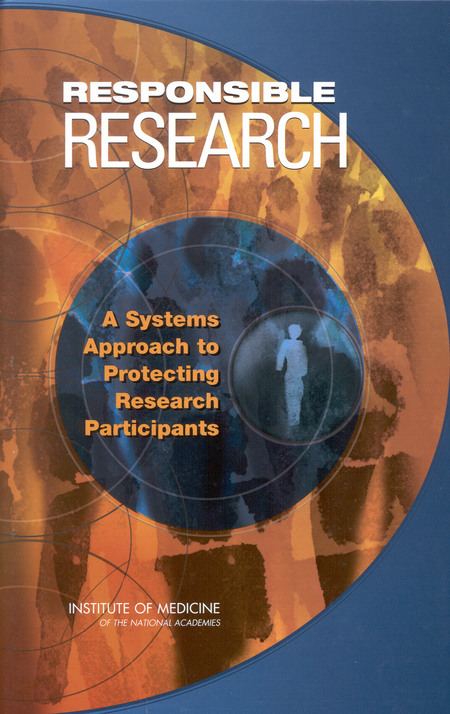 RESPONSIBLE
RESEARCH
A Systems
Approach to
Protecting
Research
Participants
INSTITUTE OF MEDICINE
OF THE NATIONAL ACADEMIES